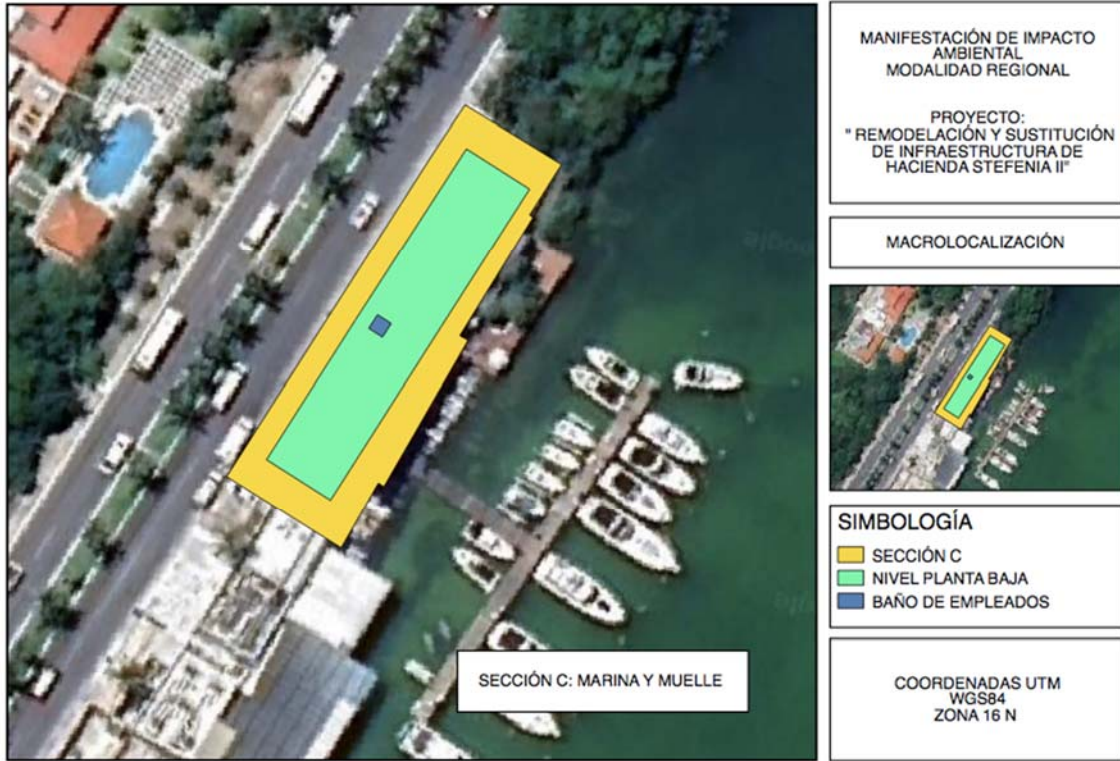 MANIFESTACIÓN DE IMPACTO
AMBIENTAL
MODALIDAD REGIONAL
PROYECTO:
" REMODELACIÓN Y SUSTITUCIÓN
DE INFRAESTRUCTURA DE
HACIENDA STEFENIA II"
MACROLOCALIZACIÓN
SIMBOLOGÍA
SECCIÓN C
NIVEL PLANTA BAJA
BAÑO DE EMPLEADOS
COORDENADAS UTM
WGS84
ZONA 16 N
SECCIÓN C: MARINA Y MUELLE